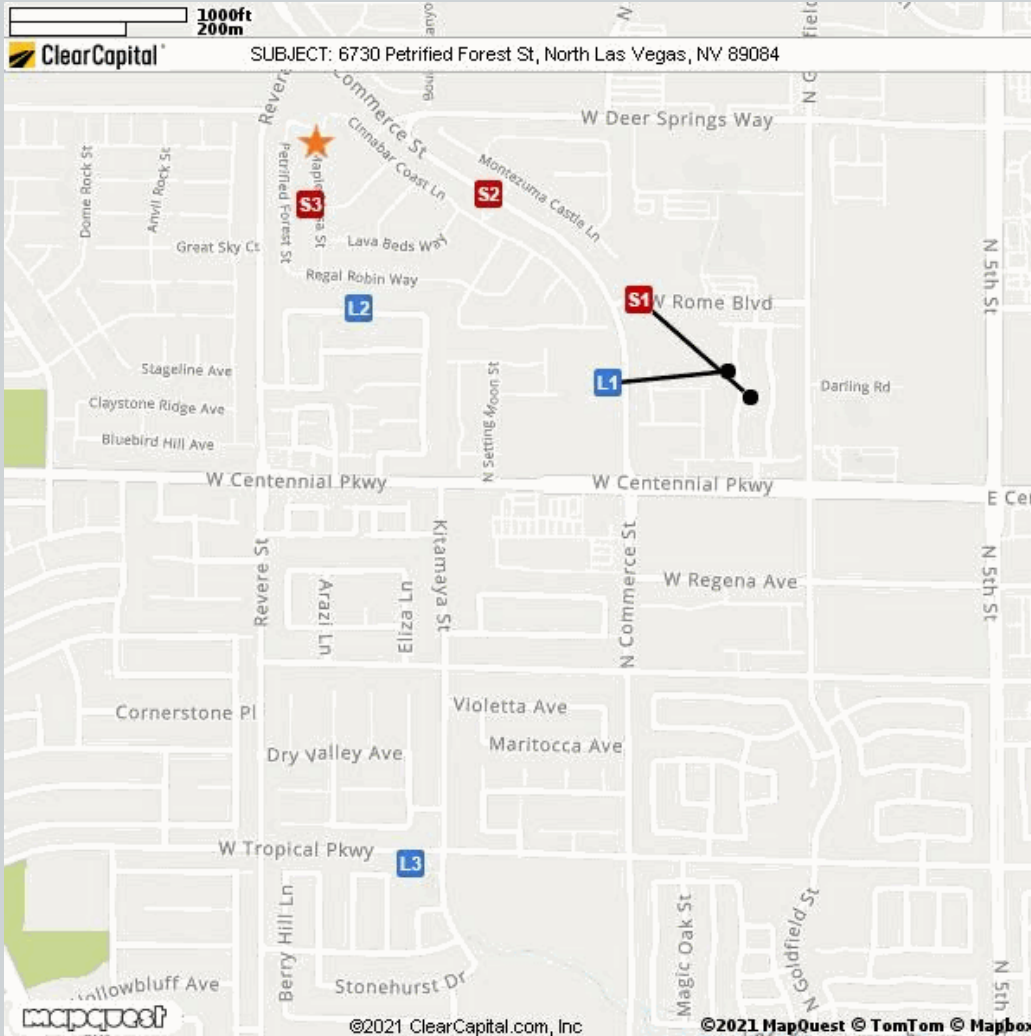 1000ft
200m
ClearCapital
SUBJECT: 6730 Petrified Forest St, North Las Vegas, NV 89084
Revere
Commerce St
W Deer Springs Way
Cinnabar Coast Ln
Montezuma Castle Ln
Dome Rock St
Anvil Rock St
Petrified Forest St
S3
S2
Great Sky Ct
Lava Beds Way
Regal Robin Way
N 5th St
L2
S1
W Rome Blvd
Stageline Ave
L1
Darling Rd
Claystone Ridge Ave
N Setting Moon St
Bluebird Hill Ave
W Centennial Pkwy
W Centennial Pkwy
E Cen
Kitamaya St
Revere St
Arazi Ln
Eliza Ln
N Commerce St
W Regena Ave
N 5th St
Cornerstone Pl
Violetta Ave
Dry Valley Ave
Maritocca Ave
W Tropical Pkwy
L3
Berry Hill Ln
Magic Oak St
N Goldfield St
Stonehurst Dr
N 5th
mapquest
©2021 ClearCapital.com, Inc
©2021 MapQuest © TomTom © Mapbox